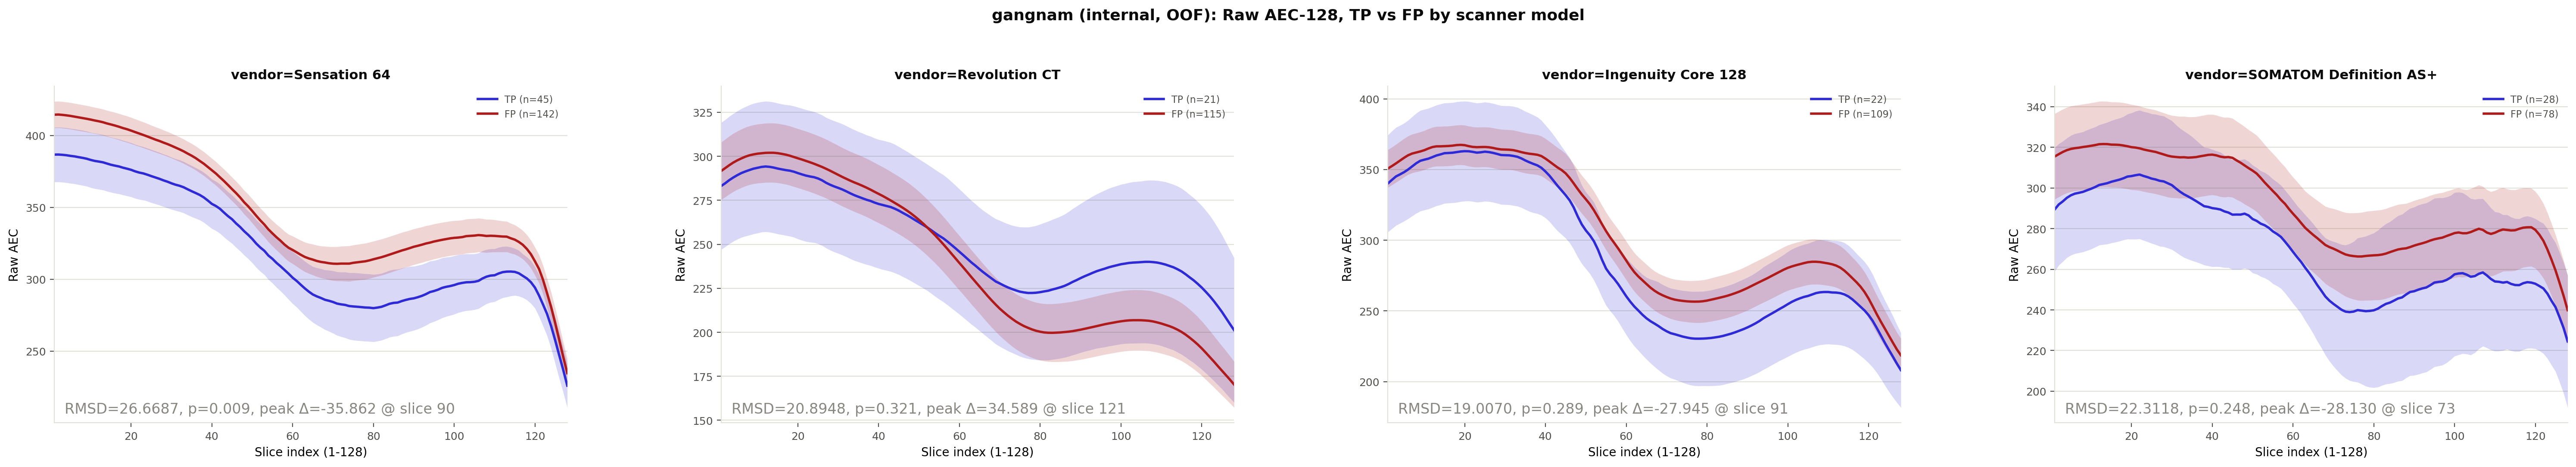 gangnam (internal, OOF): Raw AEC-128, TP vs FP by scanner model
vendor=Sensation 64
TP (n=45)
FP (n=142)
Raw AEC
400
350
300
250
RMSD=26.6687, p=0.009, peak Δ=-35.862 @ slice 90
20 40 60 80 100 120
Slice index (1-128)
vendor=Revolution CT
TP (n=21)
FP (n=115)
Raw AEC
325
300
275
250
225
200
175
150
RMSD=20.8948, p=0.321, peak Δ=34.589 @ slice 121
20 40 60 80 100 120
Slice index (1-128)
vendor=Ingenuity Core 128
TP (n=22)
FP (n=109)
Raw AEC
400
350
300
250
200
RMSD=19.0070, p=0.289, peak Δ=-27.945 @ slice 91
20 40 60 80 100 120
Slice index (1-128)
vendor=SOMATOM Definition AS+
TP (n=28)
FP (n=78)
Raw AEC
340
320
300
280
260
240
220
200
RMSD=22.3118, p=0.248, peak Δ=-28.130 @ slice 73
20 40 60 80 100 120
Slice index (1-128)